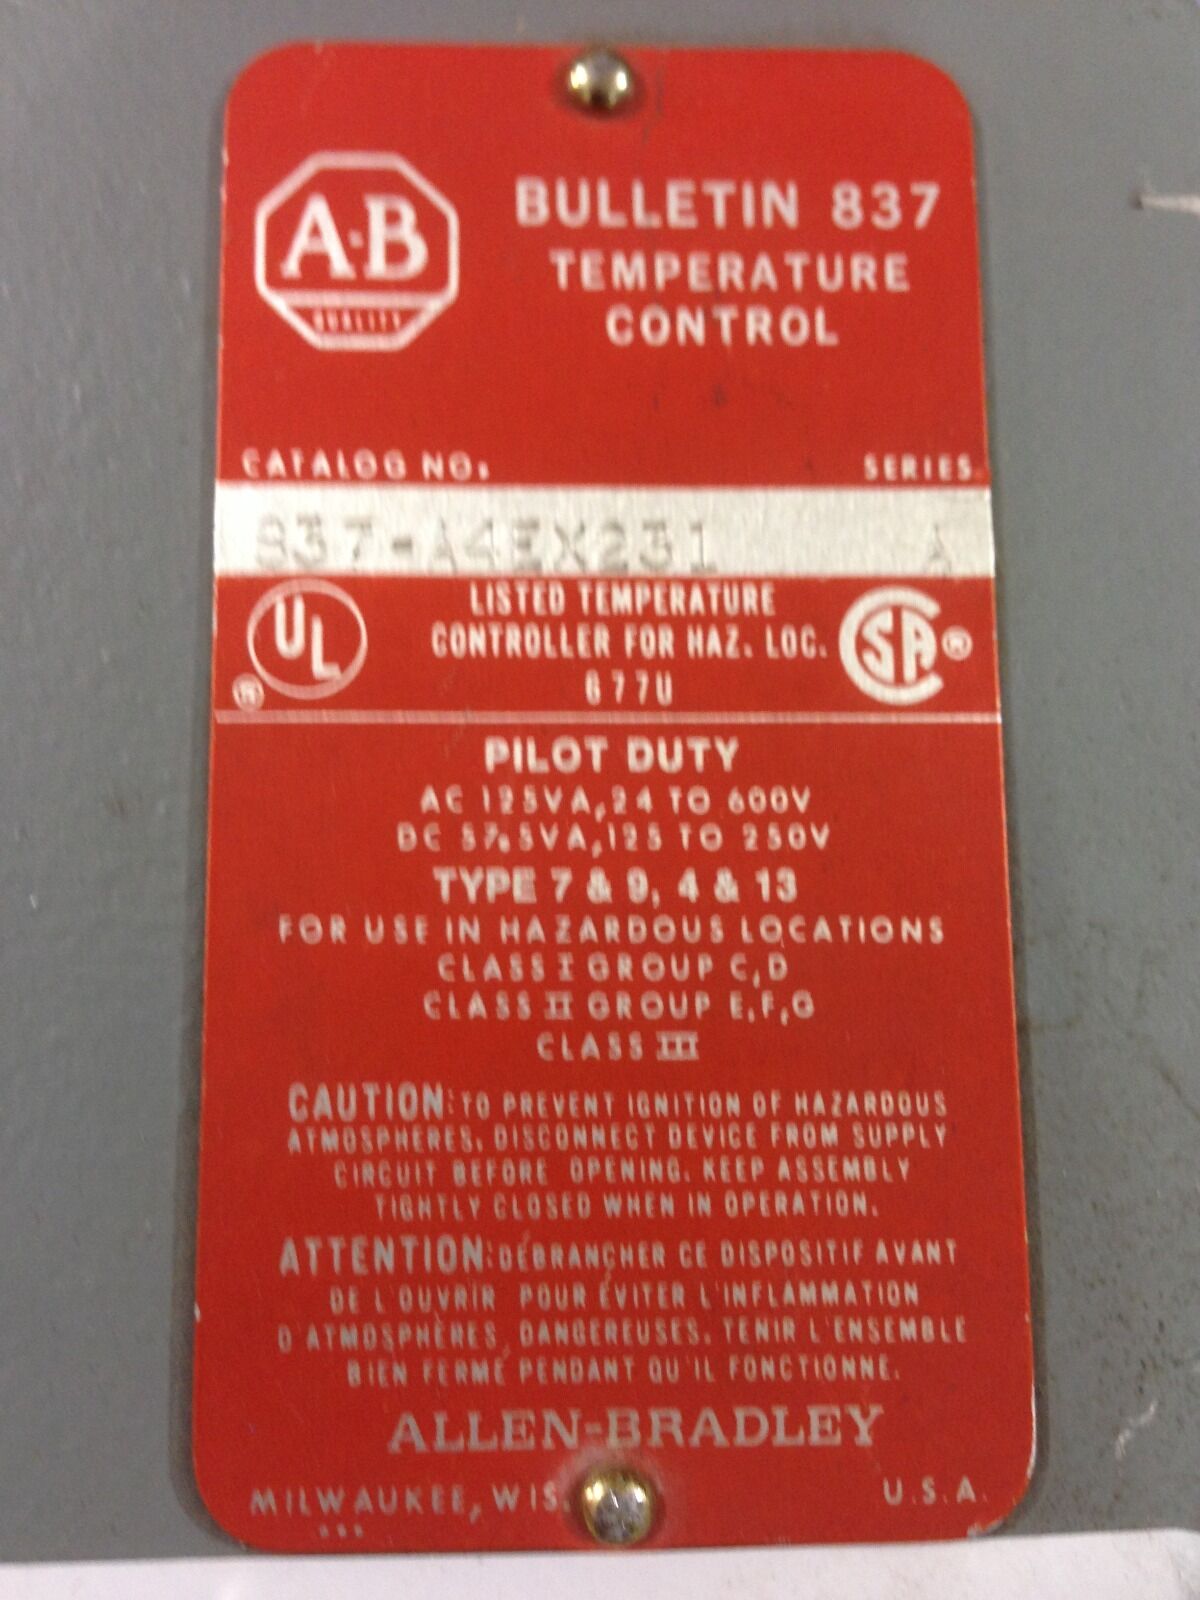 A·B
QUALITY
BULLETIN 837
TEMPERATURE
CONTROL
CATALOG NO. SERIES
837-A4EX231 A
UL ®
LISTED TEMPERATURE
CONTROLLER FOR HAZ. LOC.
677U
CSA ®
PILOT DUTY
AC 125VA, 24 TO 600V
DC 57.5VA, 125 TO 250V
TYPE 7 & 9, 4 & 13
FOR USE IN HAZARDOUS LOCATIONS
CLASS I GROUP C,D
CLASS II GROUP E,F,G
CLASS III
CAUTION: TO PREVENT IGNITION OF HAZARDOUS
ATMOSPHERES, DISCONNECT DEVICE FROM SUPPLY
CIRCUIT BEFORE OPENING. KEEP ASSEMBLY
TIGHTLY CLOSED WHEN IN OPERATION.
ATTENTION: DÉBRANCHER CE DISPOSITIF AVANT
DE L'OUVRIR POUR ÉVITER L'INFLAMMATION
D'ATMOSPHÈRES DANGEREUSES. TENIR L'ENSEMBLE
BIEN FERMÉ PENDANT QU'IL FONCTIONNE.
ALLEN-BRADLEY
MILWAUKEE, WIS. U.S.A.